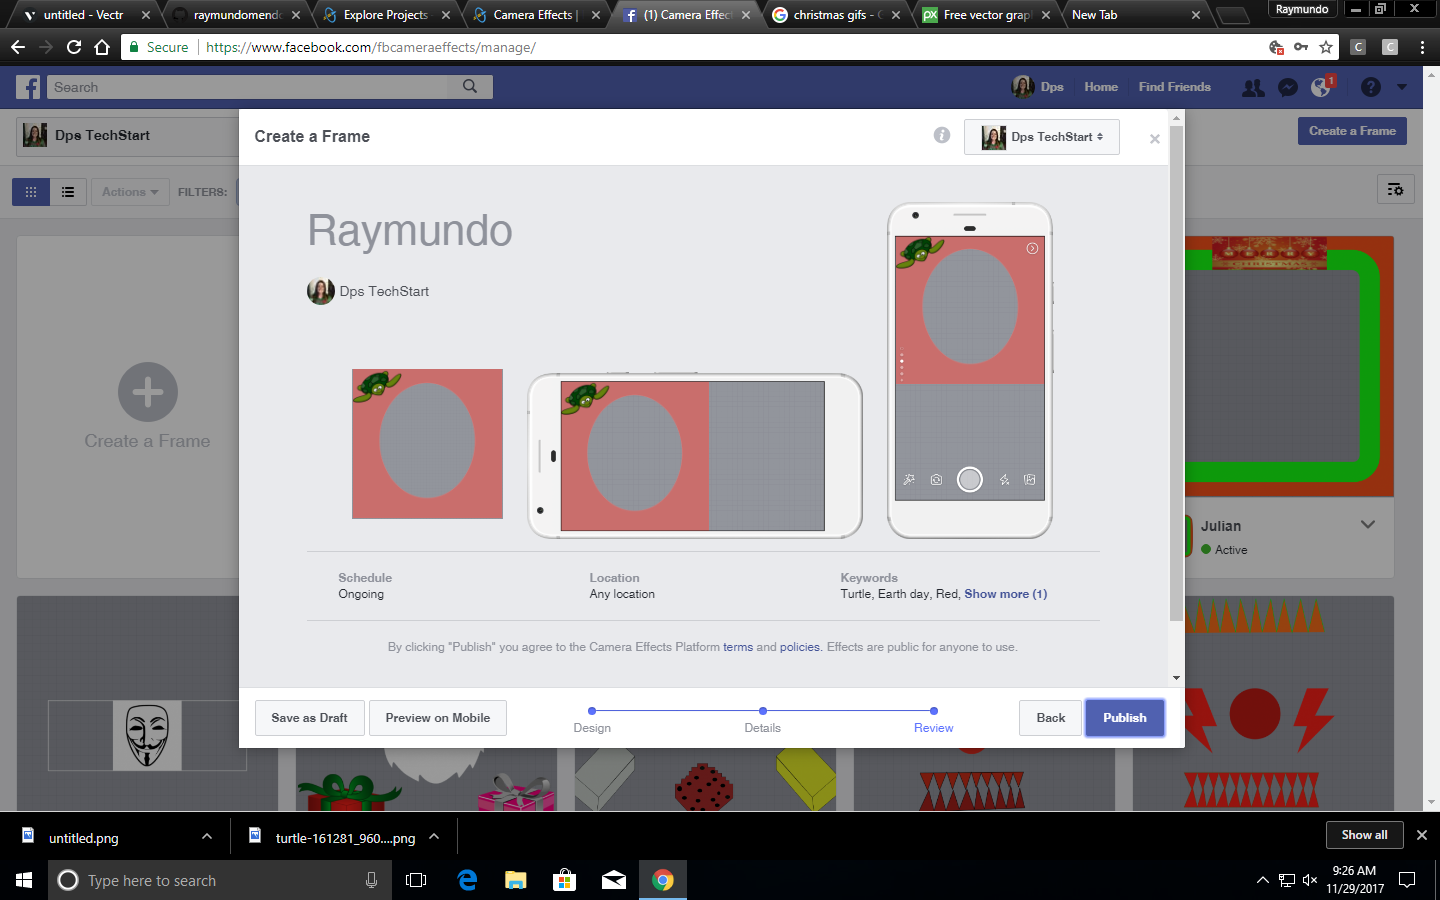 untitled - Vectr
raymundomend
Explore Projects
Camera Effects |
(1) Camera Effec
christmas gifs - G
Free vector grap
New Tab
Raymundo
Secure
https://www.facebook.com/fbcameraeffects/manage/
C
C
Search
Dps
Home
Find Friends
1
Dps TechStart
Create a Frame
Create a Frame
Dps TechStart
Actions
FILTERS:
Raymundo
Dps TechStart
Create a Frame
CHRISTMAS
Julian
Active
Schedule
Ongoing
Location
Any location
Keywords
Turtle, Earth day, Red, Show more (1)
By clicking "Publish" you agree to the Camera Effects Platform terms and policies. Effects are public for anyone to use.
Save as Draft
Preview on Mobile
Design
Details
Review
Back
Publish
untitled.png
turtle-161281_960....png
Show all
Type here to search
9:26 AM
11/29/2017